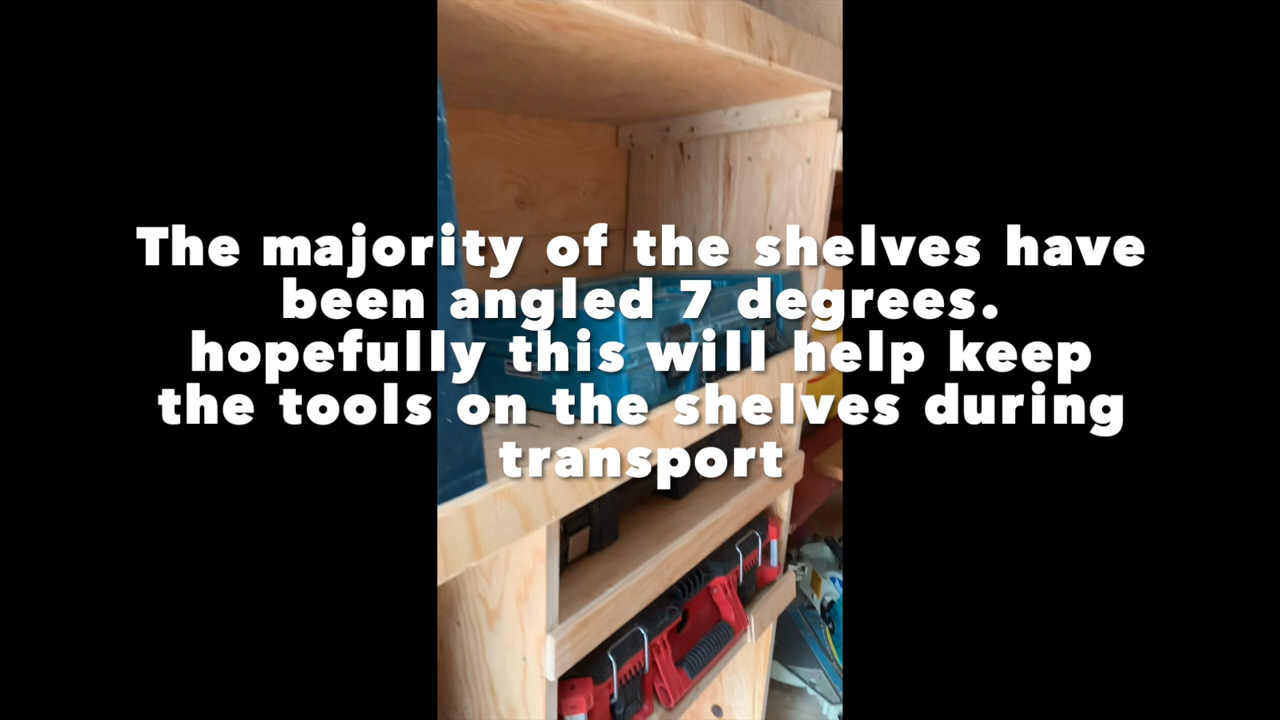 The majority of the shelves have
been angled 7 degrees.
hopefully this will help keep
the tools on the shelves during
transport